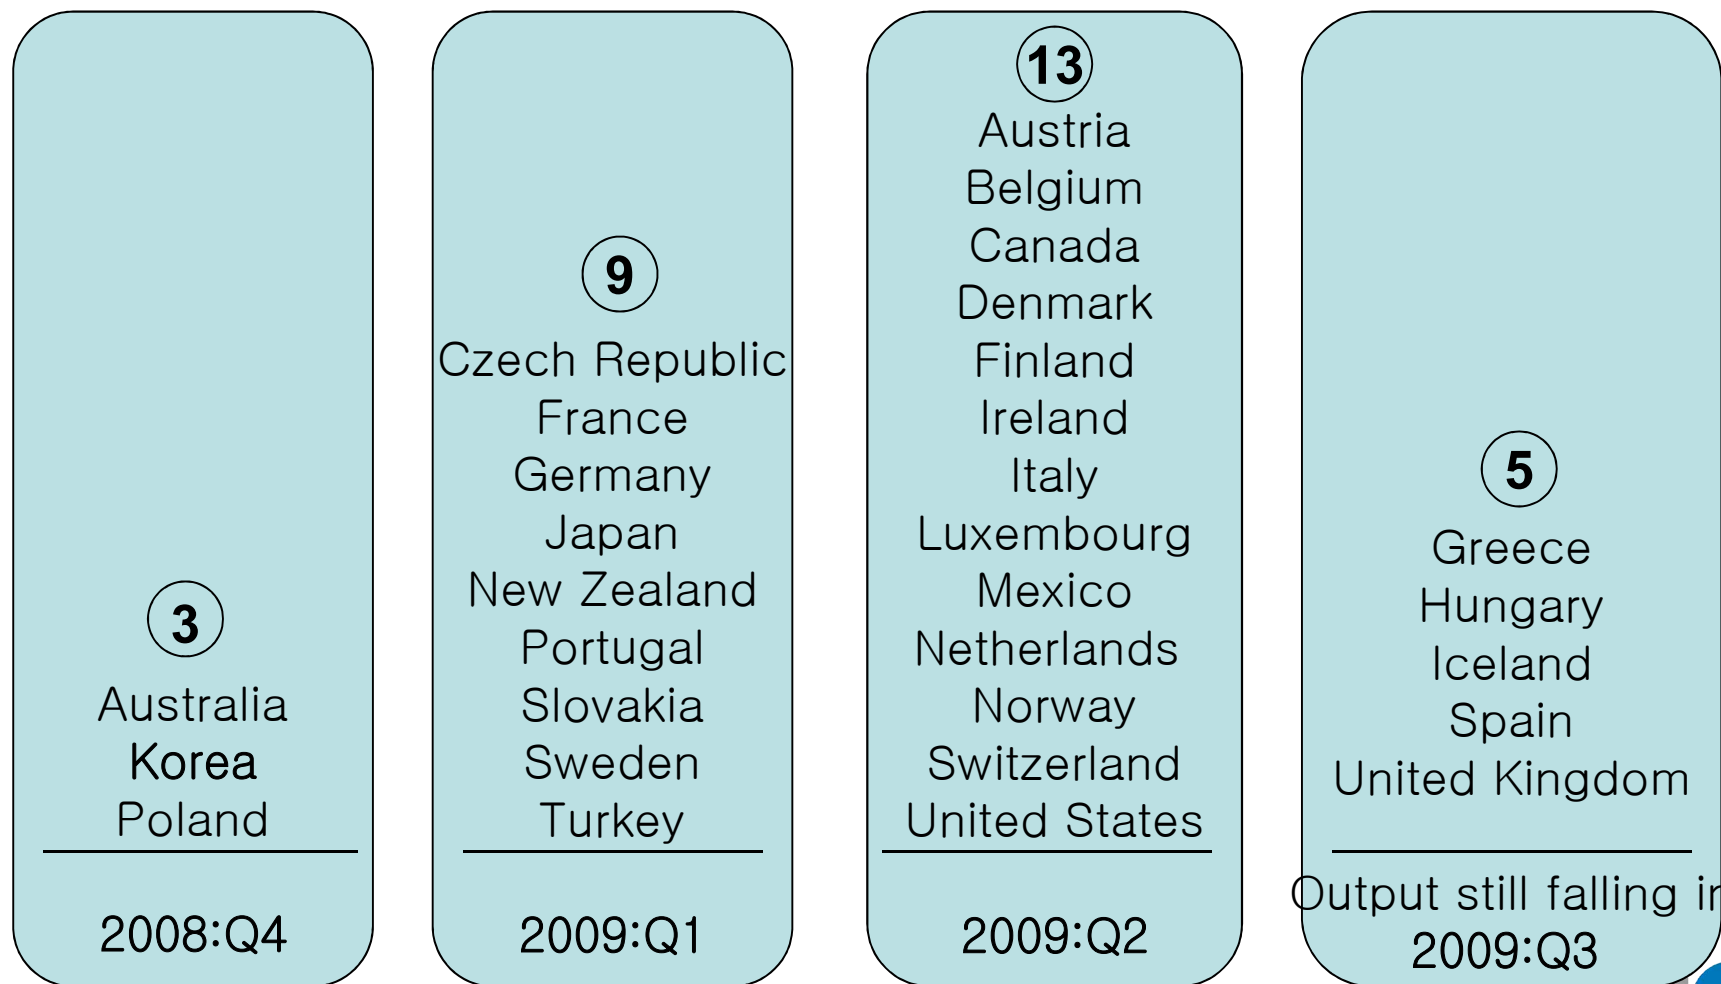 3
Australia
Korea
Poland
2008:Q4
9
Czech Republic
France
Germany
Japan
New Zealand
Portugal
Slovakia
Sweden
Turkey
2009:Q1
13
Austria
Belgium
Canada
Denmark
Finland
Ireland
Italy
Luxembourg
Mexico
Netherlands
Norway
Switzerland
United States
2009:Q2
5
Greece
Hungary
Iceland
Spain
United Kingdom
Output still falling in
2009:Q3